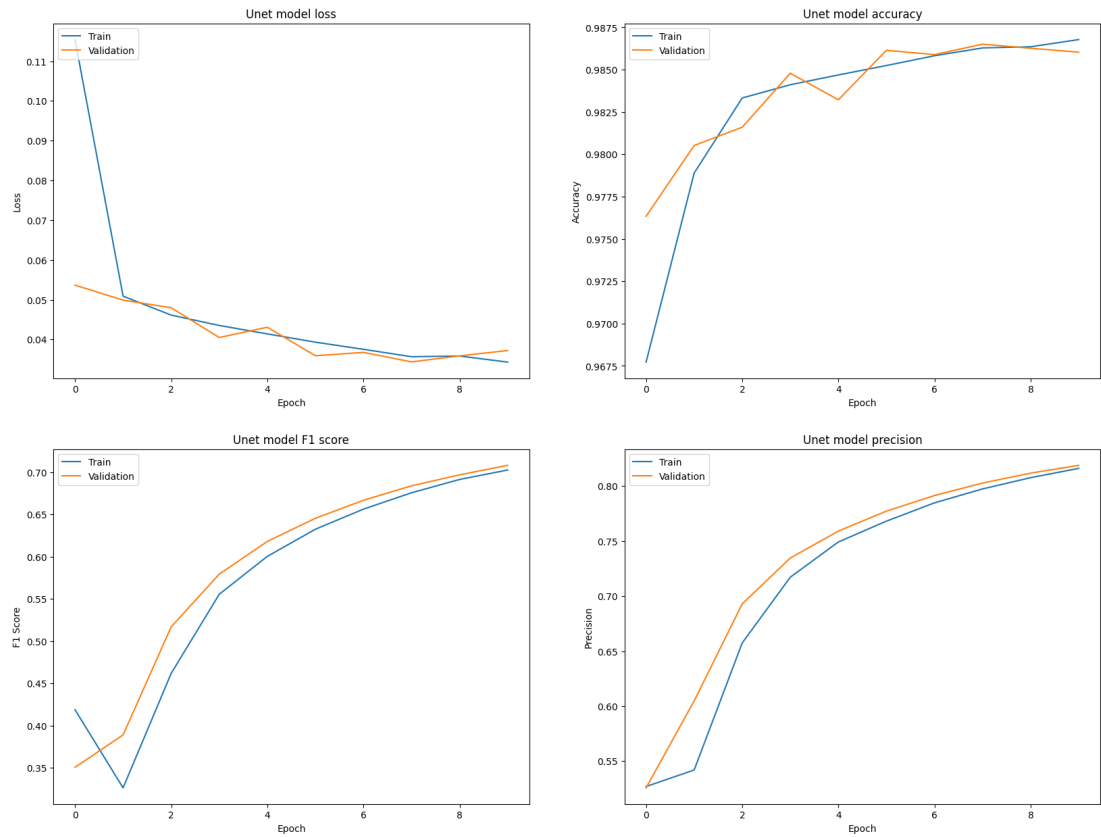 Unet model loss
Train
Validation
0.11
0.10
0.09
0.08
0.07
0.06
0.05
0.04
Loss
0 2 4 6 8
Epoch
Unet model accuracy
Train
Validation
0.9875
0.9850
0.9825
0.9800
0.9775
0.9750
0.9725
0.9700
0.9675
Accuracy
0 2 4 6 8
Epoch
Unet model F1 score
Train
Validation
0.70
0.65
0.60
0.55
0.50
0.45
0.40
0.35
F1 Score
0 2 4 6 8
Epoch
Unet model precision
Train
Validation
0.80
0.75
0.70
0.65
0.60
0.55
Precision
0 2 4 6 8
Epoch